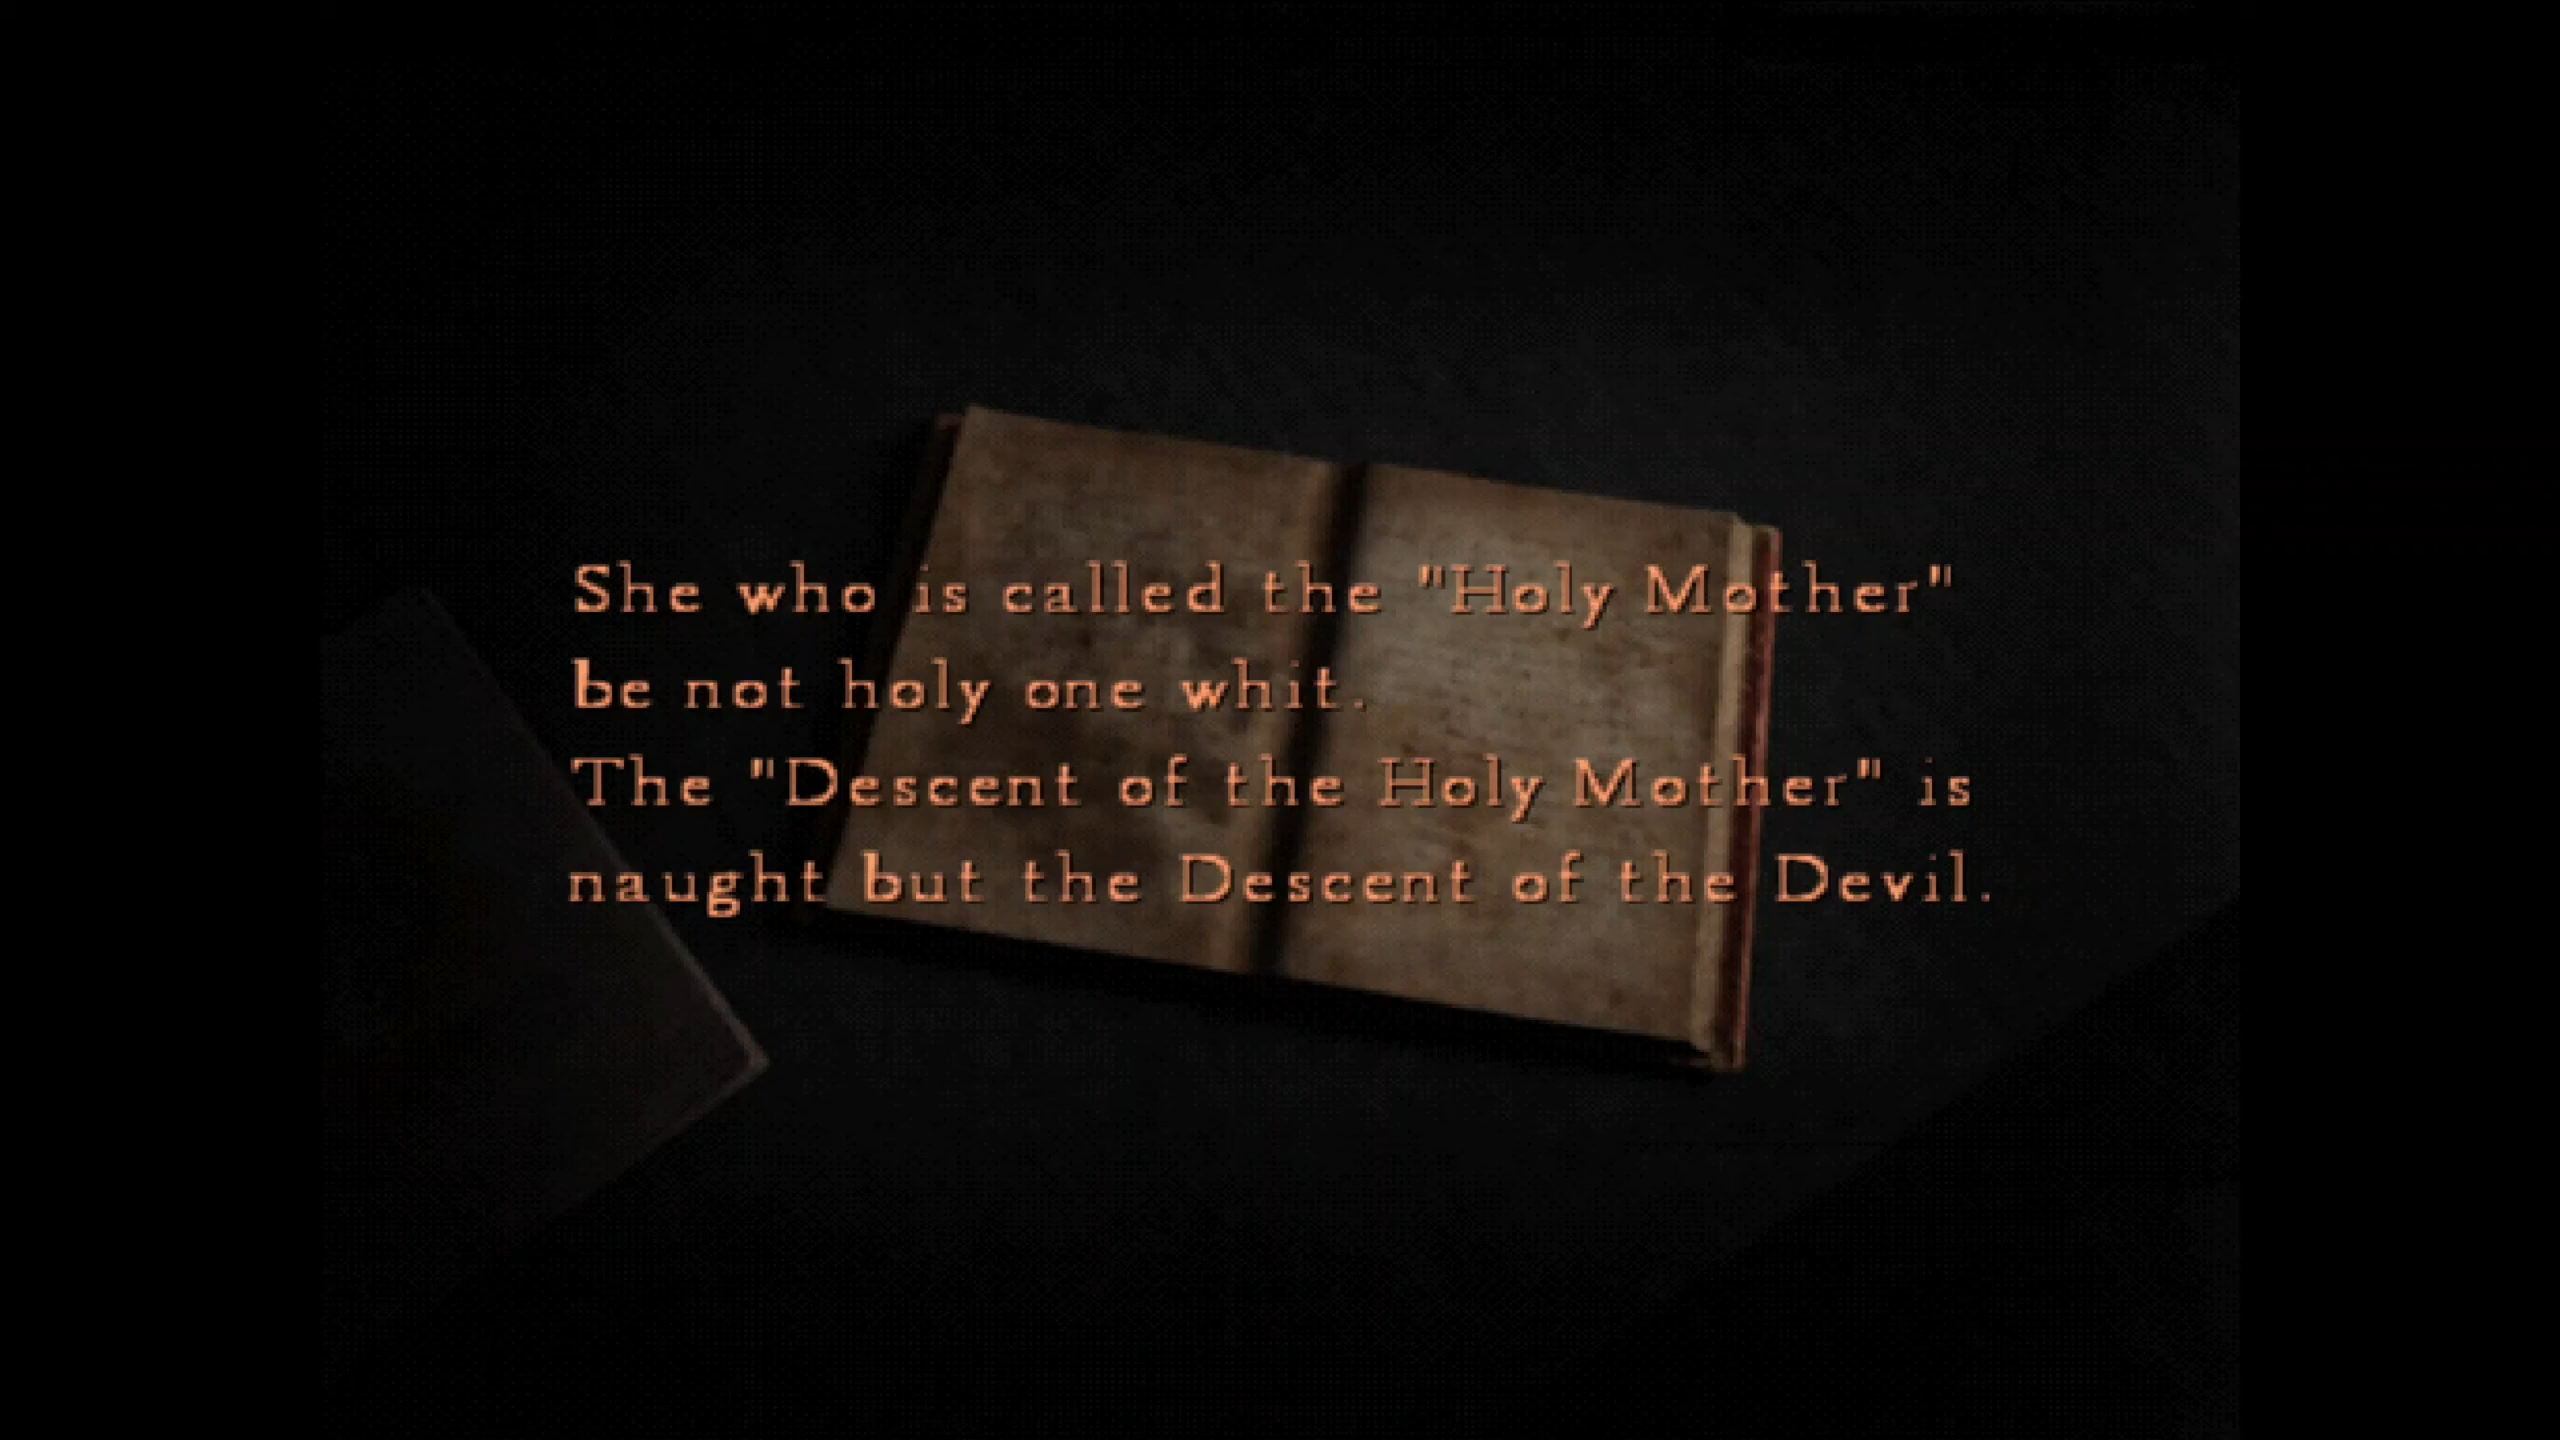 She who is called the "Holy Mother"
be not holy one whit.
The "Descent of the Holy Mother" is
naught but the Descent of the Devil.